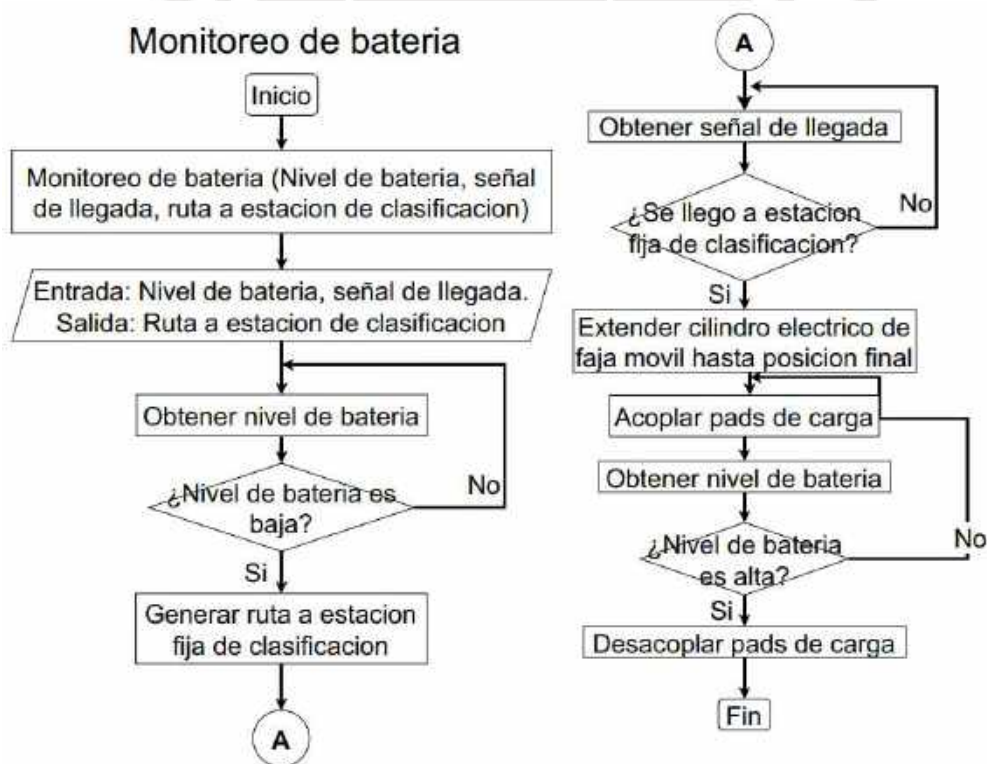 Monitoreo de bateria
Inicio
Monitoreo de bateria (Nivel de bateria, señal
de llegada, ruta a estacion de clasificacion)
Entrada: Nivel de bateria, señal de llegada.
Salida: Ruta a estacion de clasificacion
Obtener nivel de bateria
¿Nivel de bateria es
baja?
No
Si
Generar ruta a estacion
fija de clasificacion
A
A
Obtener señal de llegada
¿Se llego a estacion
fija de clasificacion?
No
Si
Extender cilindro electrico de
faja movil hasta posicion final
Acoplar pads de carga
Obtener nivel de bateria
¿Nivel de bateria
es alta?
No
Si
Desacoplar pads de carga
Fin